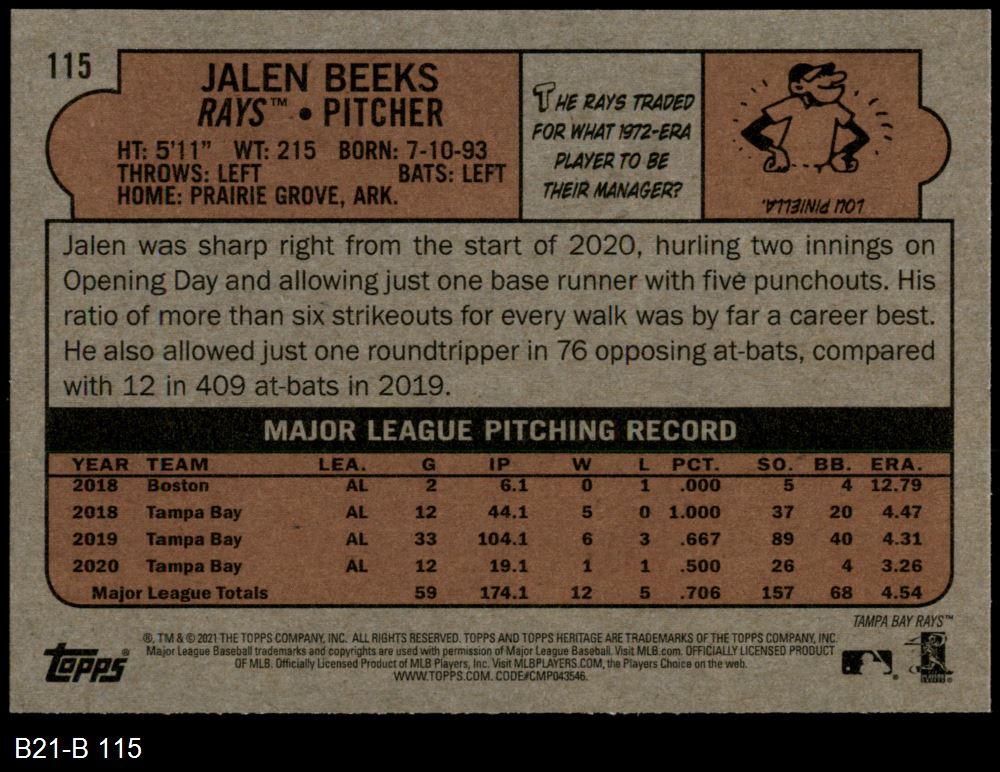 115
JALEN BEEKS
RAYS™ • PITCHER
HT: 5'11" WT: 215 BORN: 7-10-93
THROWS: LEFT BATS: LEFT
HOME: PRAIRIE GROVE, ARK.
THE RAYS TRADED
FOR WHAT 1972-ERA
PLAYER TO BE
THEIR MANAGER?
LOU PINIELLA.
Jalen was sharp right from the start of 2020, hurling two innings on
Opening Day and allowing just one base runner with five punchouts. His
ratio of more than six strikeouts for every walk was by far a career best.
He also allowed just one roundtripper in 76 opposing at-bats, compared
with 12 in 409 at-bats in 2019.
MAJOR LEAGUE PITCHING RECORD
YEAR TEAM LEA. G IP W L PCT. SO. BB. ERA.
2018 Boston AL 2 6.1 0 1 .000 5 4 12.79
2018 Tampa Bay AL 12 44.1 5 0 1.000 37 20 4.47
2019 Tampa Bay AL 33 104.1 6 3 .667 89 40 4.31
2020 Tampa Bay AL 12 19.1 1 1 .500 26 4 3.26
Major League Totals 59 174.1 12 5 .706 157 68 4.54
TAMPA BAY RAYS™
topps®
®, TM & © 2021 THE TOPPS COMPANY, INC. ALL RIGHTS RESERVED. TOPPS AND TOPPS HERITAGE ARE TRADEMARKS OF THE TOPPS COMPANY, INC.
Major League Baseball trademarks and copyrights are used with permission of Major League Baseball. Visit MLB.com. OFFICIALLY LICENSED PRODUCT
OF MLB. Officially Licensed Product of MLB Players, Inc. Visit MLBPLAYERS.COM, the Players Choice on the web.
WWW.TOPPS.COM. CODE#CMP043546.
B21-B 115